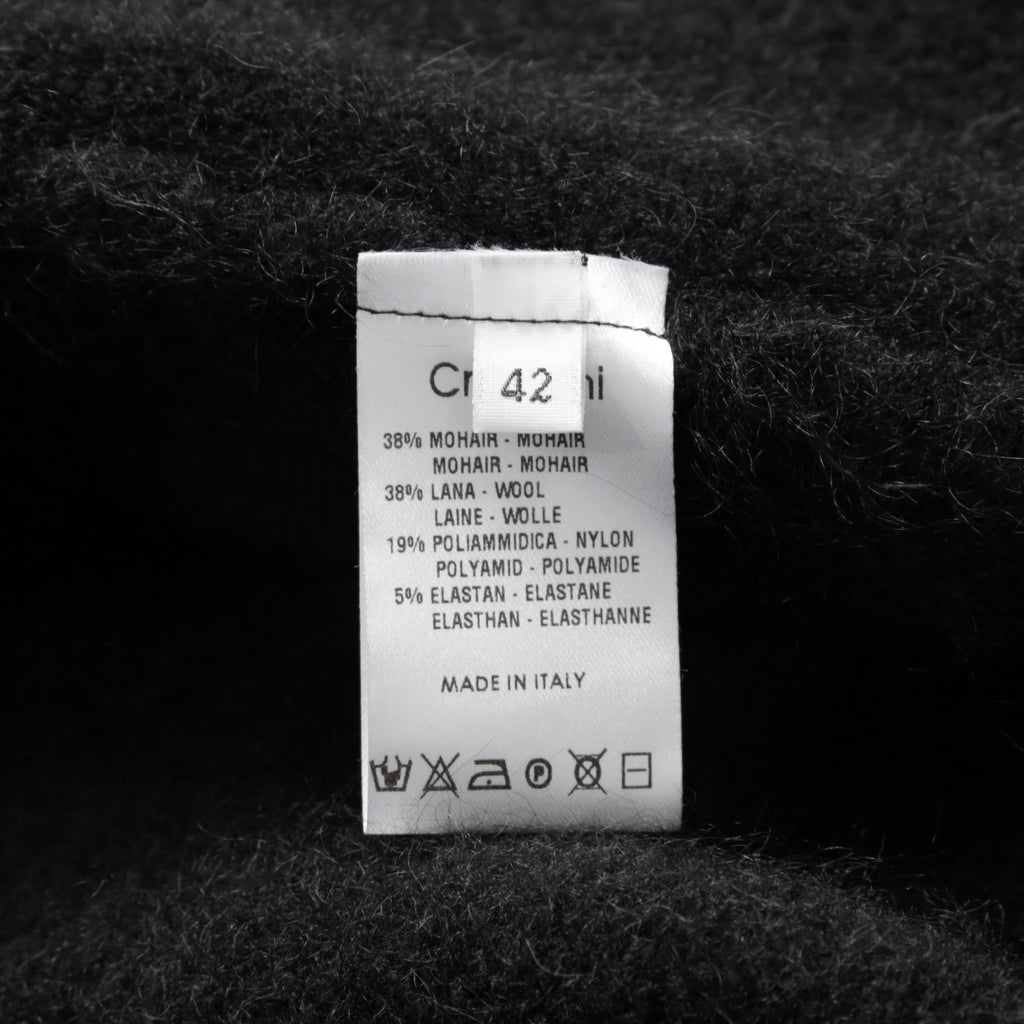 42
38% MOHAIR - MOHAIR
MOHAIR - MOHAIR
38% LANA - WOOL
LAINE - WOLLE
19% POLIAMMIDICA - NYLON
POLYAMID - POLYAMIDE
5% ELASTAN - ELASTANE
ELASTHAN - ELASTHANNE
MADE IN ITALY
P